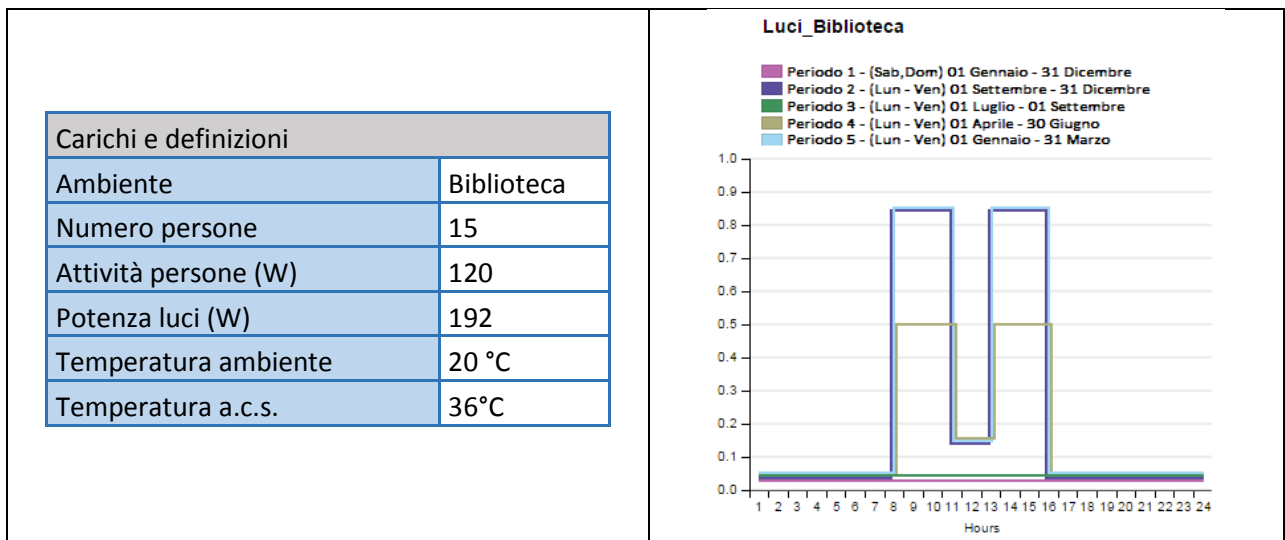 Carichi e definizioni
Ambiente Biblioteca
Numero persone 15
Attività persone (W) 120
Potenza luci (W) 192
Temperatura ambiente 20 °C
Temperatura a.c.s. 36°C
Luci_Biblioteca
Periodo 1 - (Sab,Dom) 01 Gennaio - 31 Dicembre
Periodo 2 - (Lun - Ven) 01 Settembre - 31 Dicembre
Periodo 3 - (Lun - Ven) 01 Luglio - 01 Settembre
Periodo 4 - (Lun - Ven) 01 Aprile - 30 Giugno
Periodo 5 - (Lun - Ven) 01 Gennaio - 31 Marzo
1.0
0.9
0.8
0.7
0.6
0.5
0.4
0.3
0.2
0.1
0.0
1 2 3 4 5 6 7 8 9 10 11 12 13 14 15 16 17 18 19 20 21 22 23 24
Hours